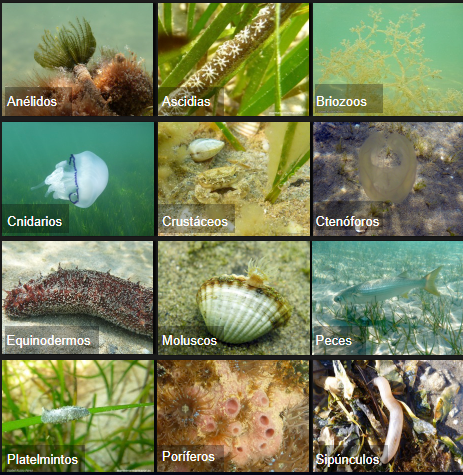 Anélidos
Ascidias
Briozoos
Cnidarios
Crustáceos
Ctenóforos
Equinodermos
Moluscos
Peces
Platelmintos
Poríferos
Sipúnculos